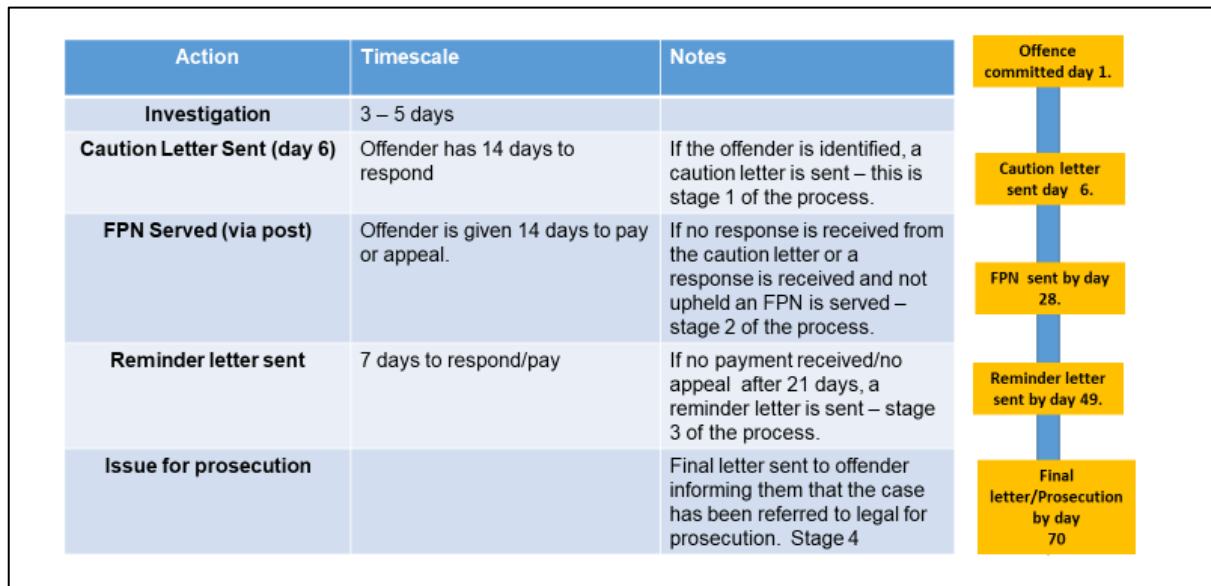 Action Timescale Notes
Investigation 3 – 5 days
Caution Letter Sent (day 6) Offender has 14 days to If the offender is identified, a
respond caution letter is sent – this is
stage 1 of the process.
FPN Served (via post) Offender is given 14 days to pay If no response is received from
or appeal. the caution letter or a
response is received and not
upheld an FPN is served –
stage 2 of the process.
Reminder letter sent 7 days to respond/pay If no payment received/no
appeal after 21 days, a
reminder letter is sent – stage
3 of the process.
Issue for prosecution Final letter sent to offender
informing them that the case
has been referred to legal for
prosecution. Stage 4
Offence
committed day 1.
Caution letter
sent day 6.
FPN sent by day
28.
Reminder letter
sent by day 49.
Final
letter/Prosecution
by day
70